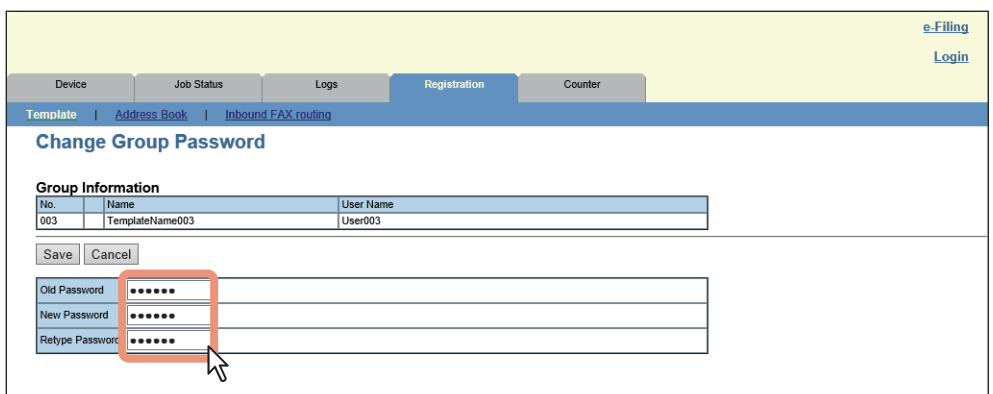 e-Filing
Login
Device Job Status Logs Registration Counter
Template | Address Book | Inbound FAX routing
Change Group Password
Group Information
No. Name User Name
003 TemplateName003 User003
Save Cancel
Old Password ••••••
New Password ••••••
Retype Password ••••••